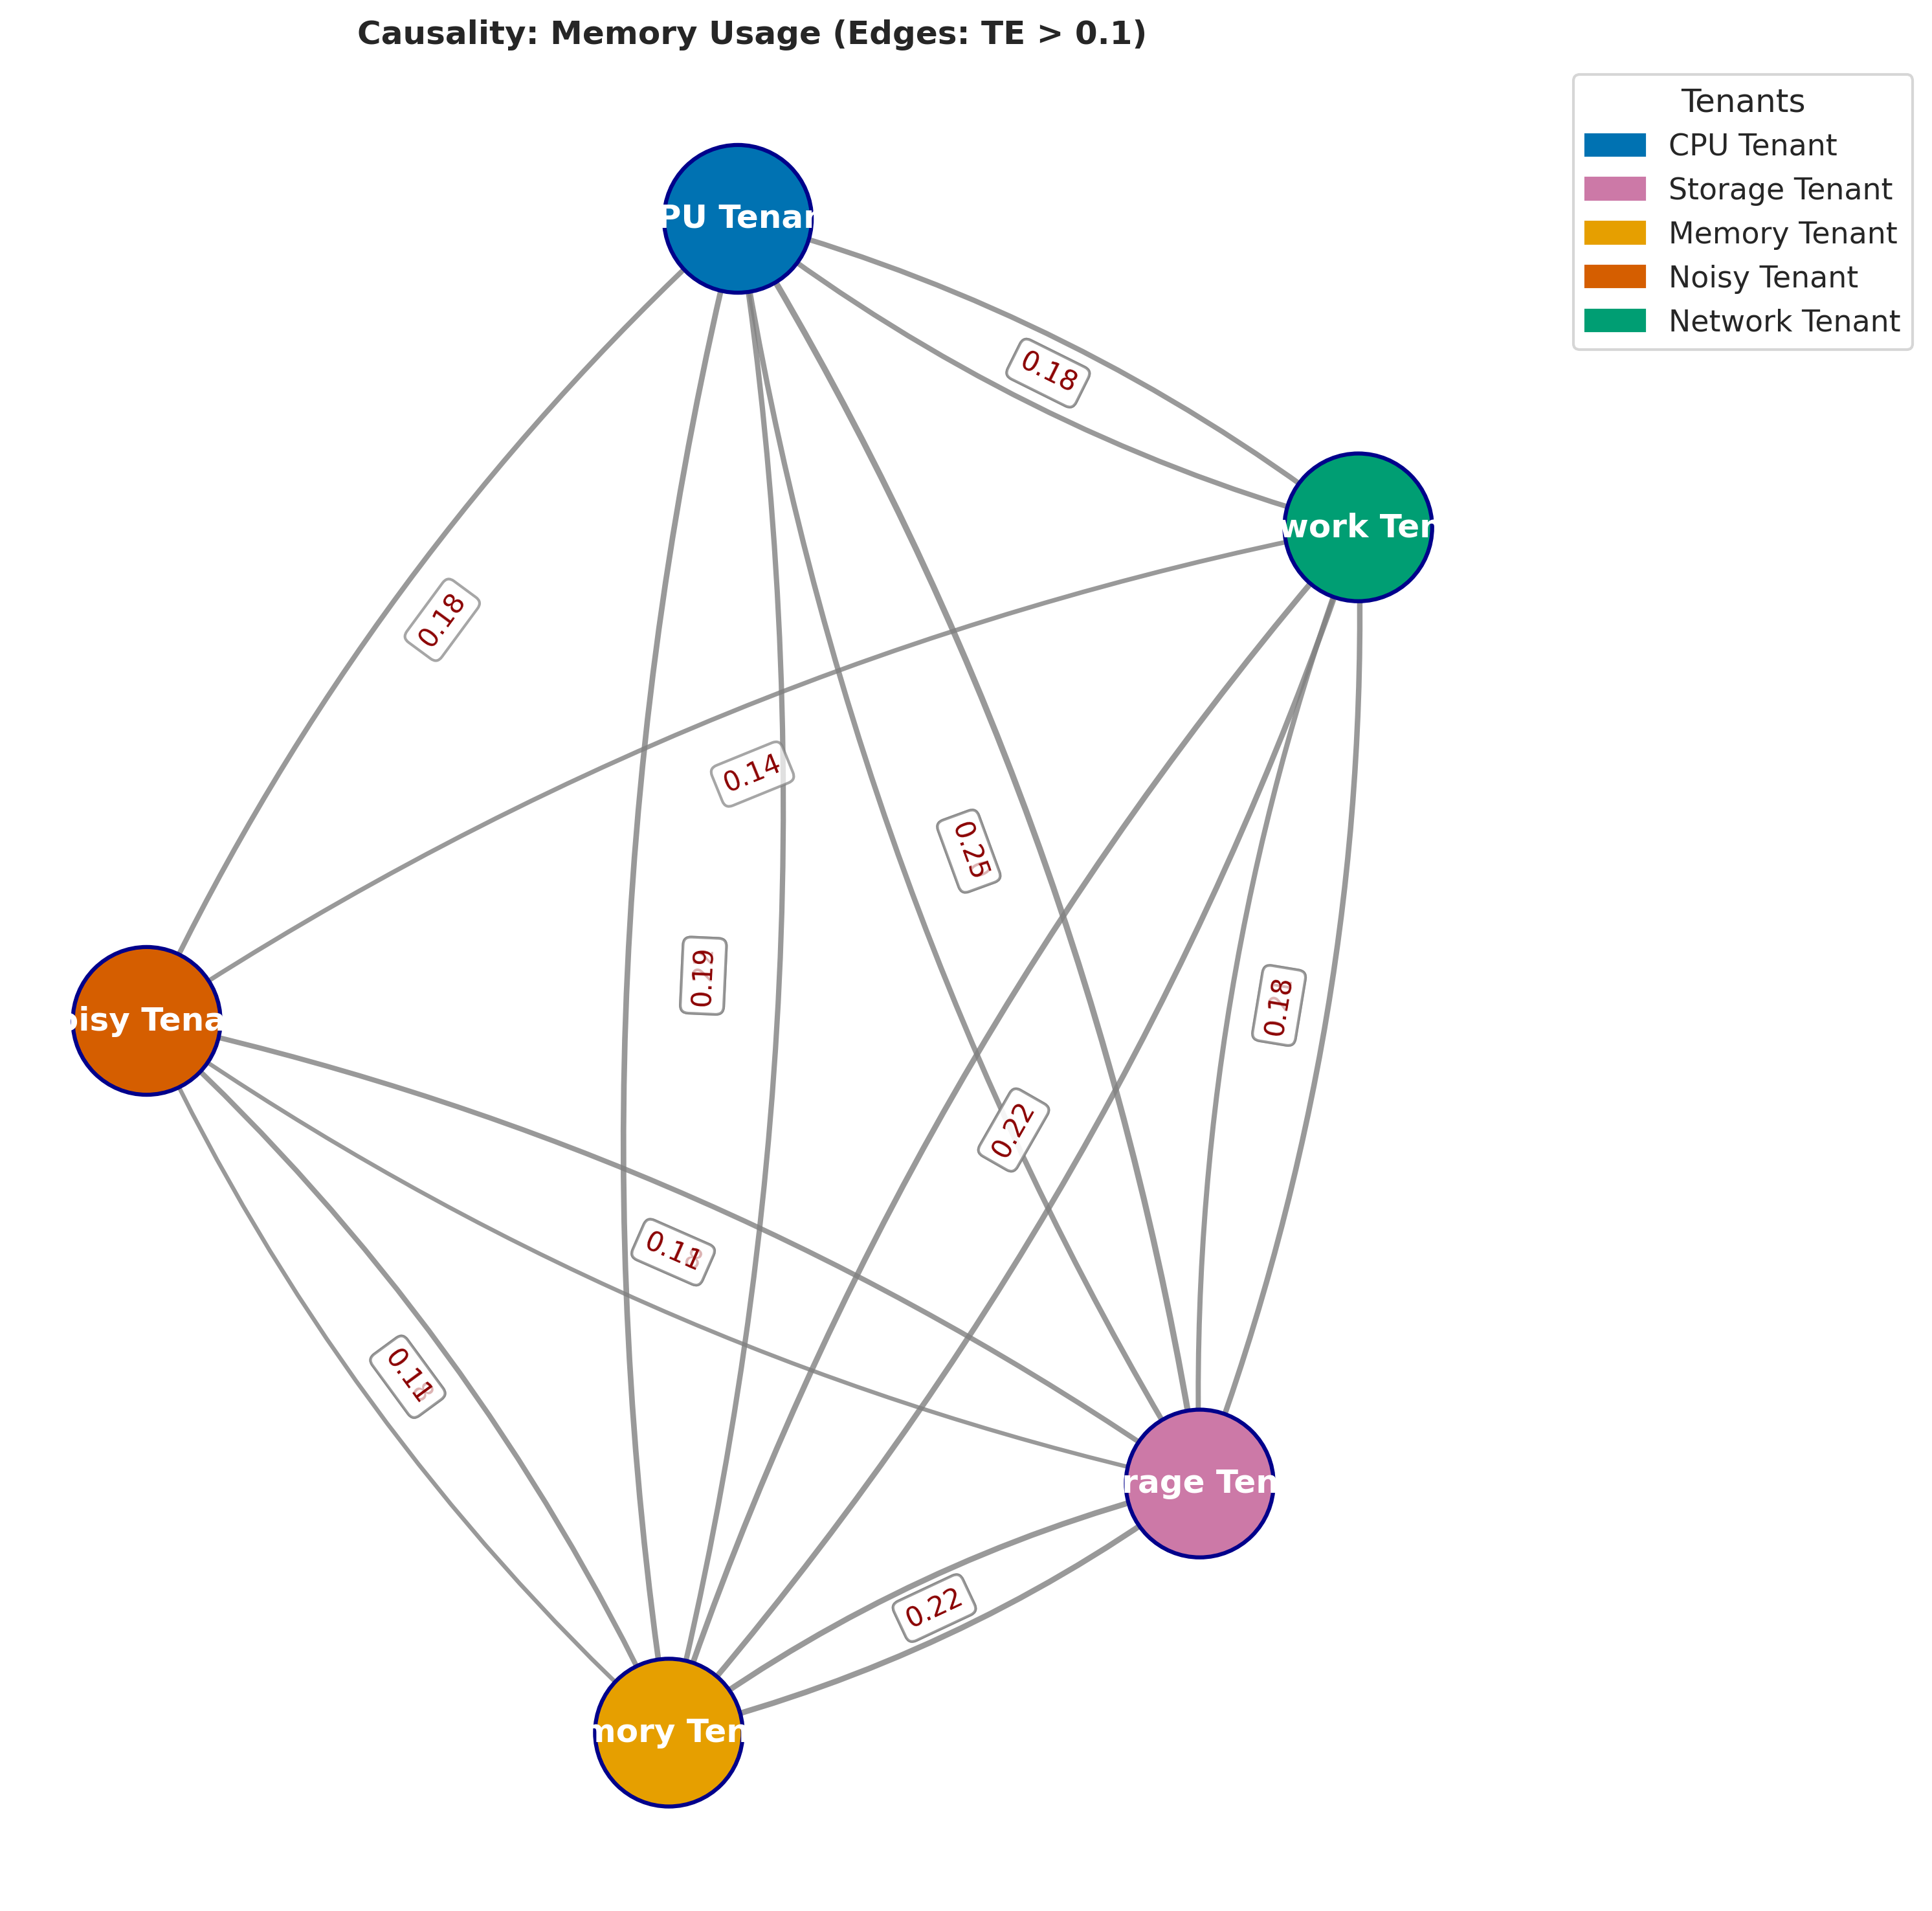 Causality: Memory Usage (Edges: TE > 0.1)
Tenants
CPU Tenant
Storage Tenant
Memory Tenant
Noisy Tenant
Network Tenant
PU Tenan
0.18
work Ten
0.18
0.14
0.25
0.19
0.18
oisy Tena
0.22
0.11
0.11
rage Ten
0.22
mory Ten